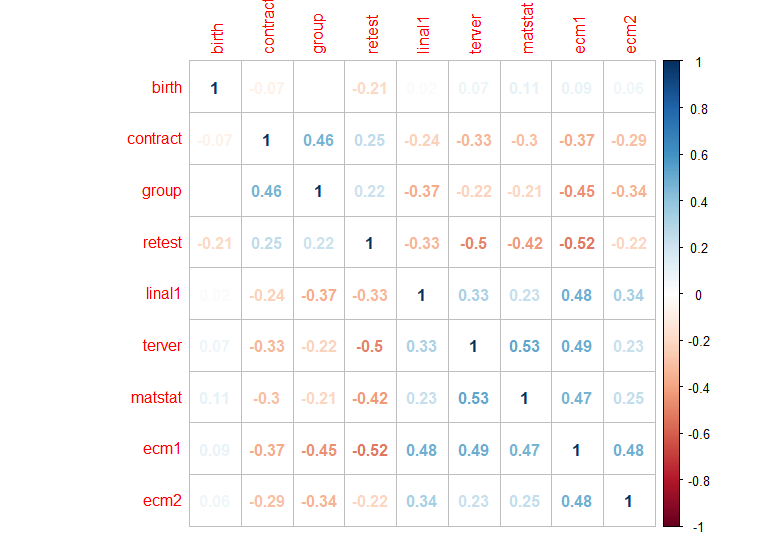 birth contract group retest linal1 terver matstat ecm1 ecm2
birth 1 -0.07 -0.21 0.02 0.07 0.11 0.09 0.06
contract -0.07 1 0.46 0.25 -0.24 -0.33 -0.3 -0.37 -0.29
group 0.46 1 0.22 -0.37 -0.22 -0.21 -0.45 -0.34
retest -0.21 0.25 0.22 1 -0.33 -0.5 -0.42 -0.52 -0.22
linal1 0.02 -0.24 -0.37 -0.33 1 0.33 0.23 0.48 0.34
terver 0.07 -0.33 -0.22 -0.5 0.33 1 0.53 0.49 0.23
matstat 0.11 -0.3 -0.21 -0.42 0.23 0.53 1 0.47 0.25
ecm1 0.09 -0.37 -0.45 -0.52 0.48 0.49 0.47 1 0.48
ecm2 0.06 -0.29 -0.34 -0.22 0.34 0.23 0.25 0.48 1
1
0.8
0.6
0.4
0.2
0
-0.2
-0.4
-0.6
-0.8
-1